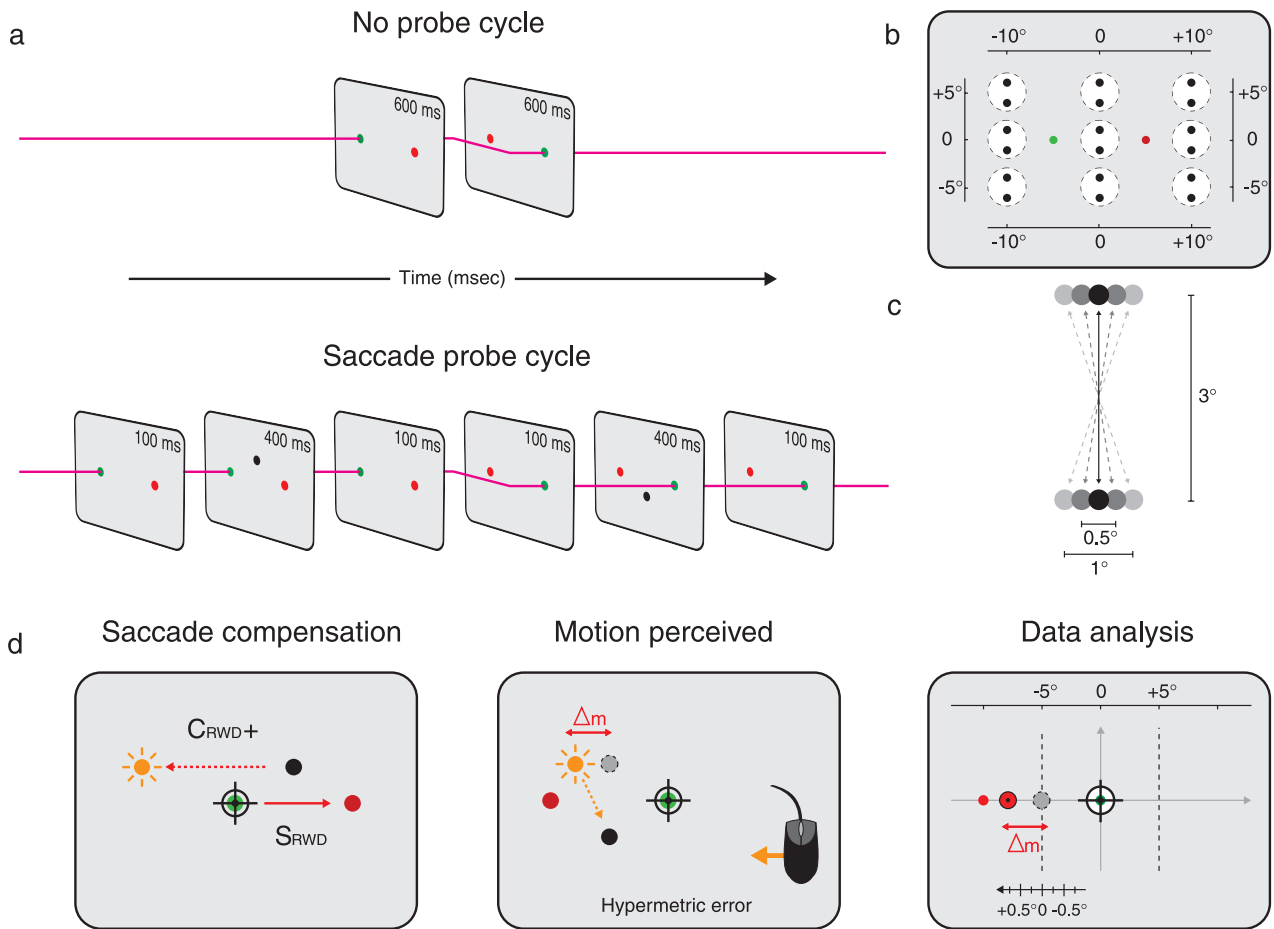 a
No probe cycle
600 ms
600 ms
Time (msec)
Saccade probe cycle
100 ms
400 ms
100 ms
100 ms
400 ms
100 ms
b
-10° 0 +10°
+5° +5°
0 0
-5° -5°
-10° 0 +10°
c
3°
0.5°
1°
d
Saccade compensation
CRWD+
SRWD
Motion perceived
Δm
Hypermetric error
Data analysis
-5° 0 +5°
Δm
+0.5° 0 -0.5°